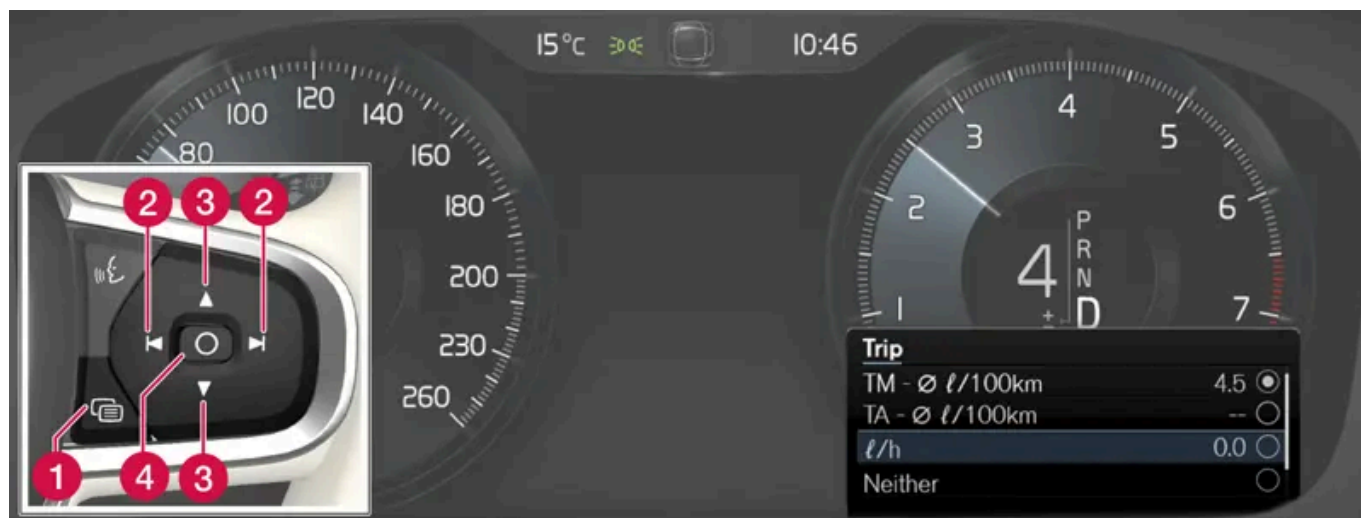 15°C 10:46
80 100 120 140 160 180 200 230 260
1 2 3 4 5 6 7
4
P
R
N
D
±
2 3 2
1 4 3
Trip
TM - Ø ℓ/100km 4.5
TA - Ø ℓ/100km --
ℓ/h 0.0
Neither